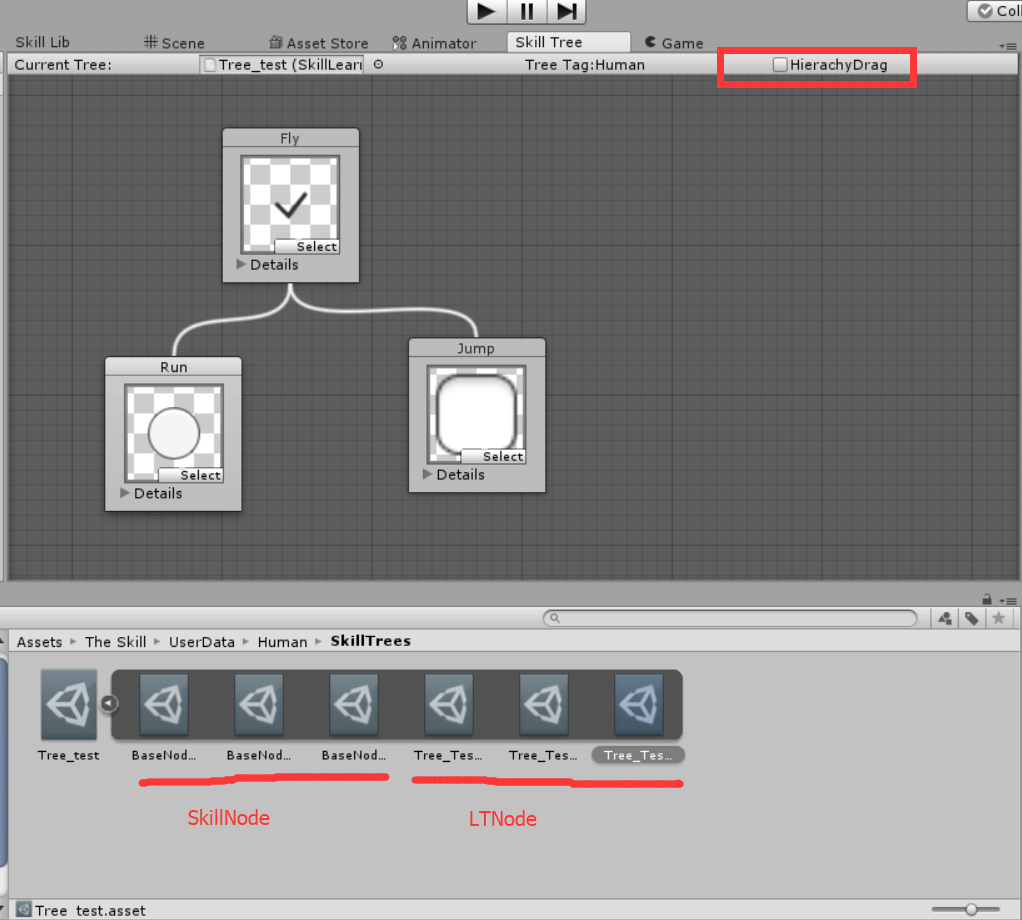 Coll
Skill Lib
Scene
Asset Store
Animator
Skill Tree
Game
Current Tree:
Tree_test (SkillLearn
Tree Tag:Human
HierachyDrag
Fly
Select
Details
Run
Select
Details
Jump
Select
Details
Assets
The Skill
UserData
Human
SkillTrees
Tree_test
BaseNod...
BaseNod...
BaseNod...
Tree_Tes...
Tree_Tes...
Tree_Tes...
SkillNode
LTNode
Tree_test.asset